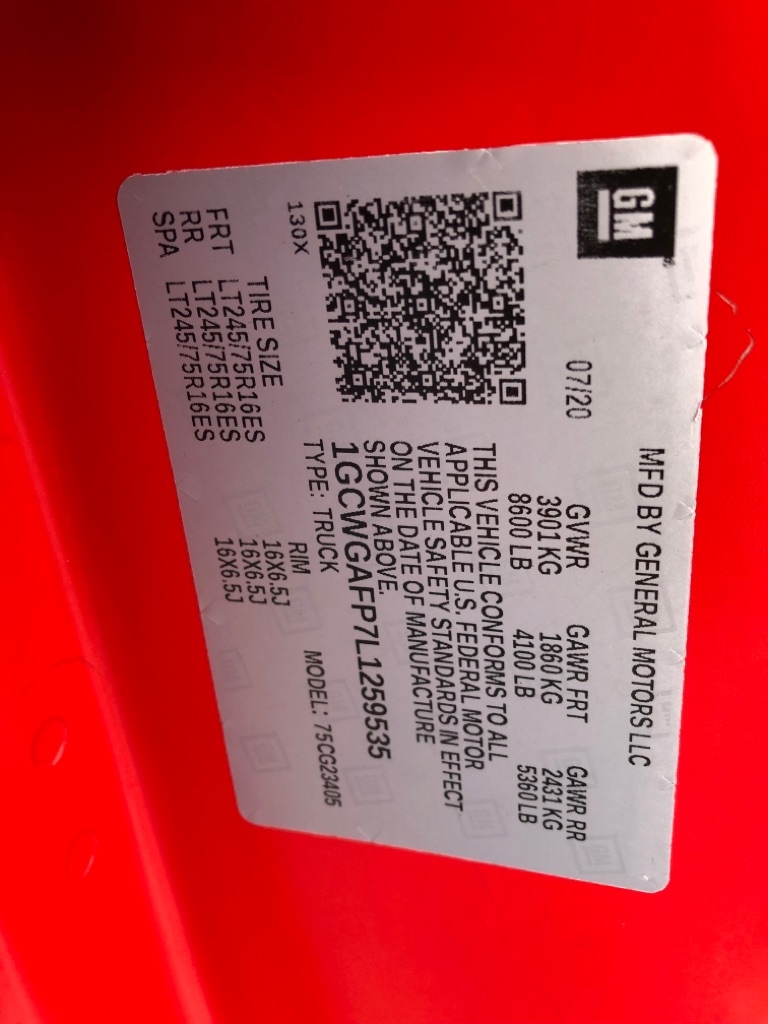 GM
MFD BY GENERAL MOTORS LLC
07/20
GVWR GAWR FRT GAWR RR
3901 KG 1860 KG 2431 KG
8600 LB 4100 LB 5360 LB
THIS VEHICLE CONFORMS TO ALL
APPLICABLE U.S. FEDERAL MOTOR
VEHICLE SAFETY STANDARDS IN EFFECT
ON THE DATE OF MANUFACTURE
SHOWN ABOVE.
1GCWGAFP7L1259535
130X
TYPE: TRUCK MODEL: 75CG23405
TIRE SIZE RIM
FRT LT245/75R16ES 16X6.5J
RR LT245/75R16ES 16X6.5J
SPA LT245/75R16ES 16X6.5J